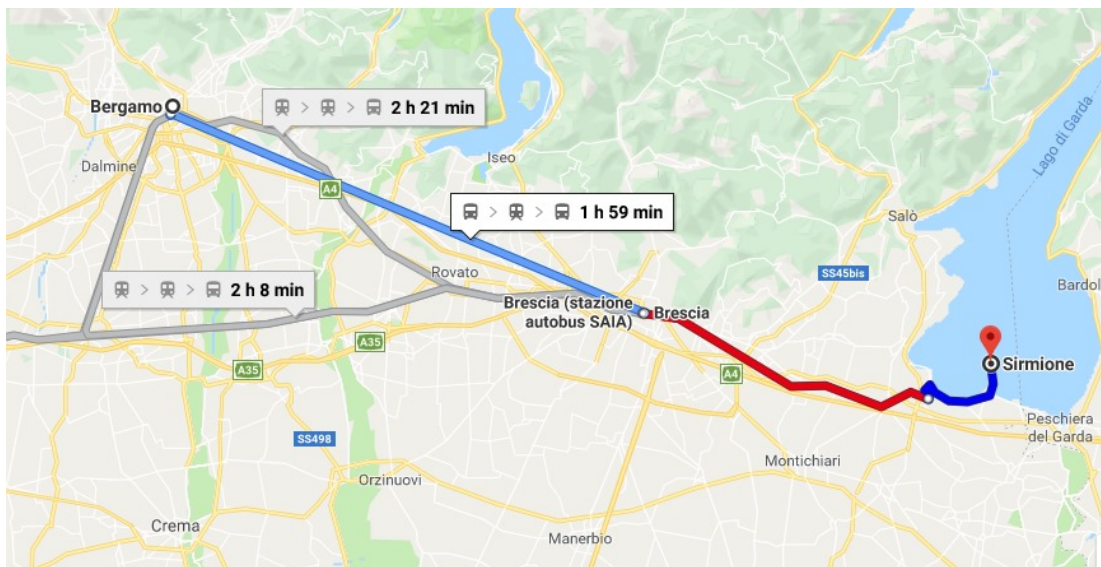 Bergamo
2 h 21 min
Dalmine
Iseo
A4
Lago di Garda
1 h 59 min
Salò
SS45bis
Rovato
2 h 8 min
Bardol
Brescia (stazione
autobus SAIA)
Brescia
A35
A35
A4
Sirmione
Peschiera
del Garda
SS498
Montichiari
Orzinuovi
Crema
Manerbio